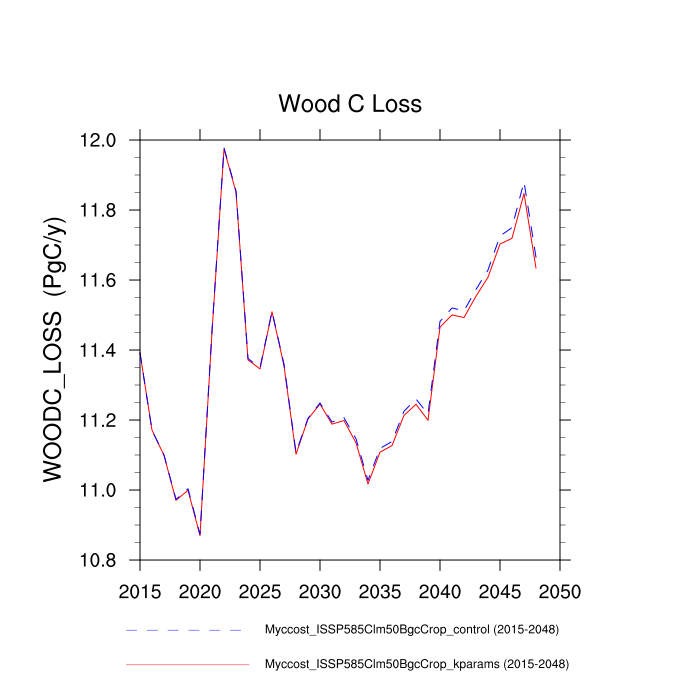 Wood C Loss
WOODC_LOSS (PgC/y)
12.0
11.8
11.6
11.4
11.2
11.0
10.8
2015 2020 2025 2030 2035 2040 2045 2050
Myccost_ISSP585Clm50BgcCrop_control (2015-2048)
Myccost_ISSP585Clm50BgcCrop_kparams (2015-2048)